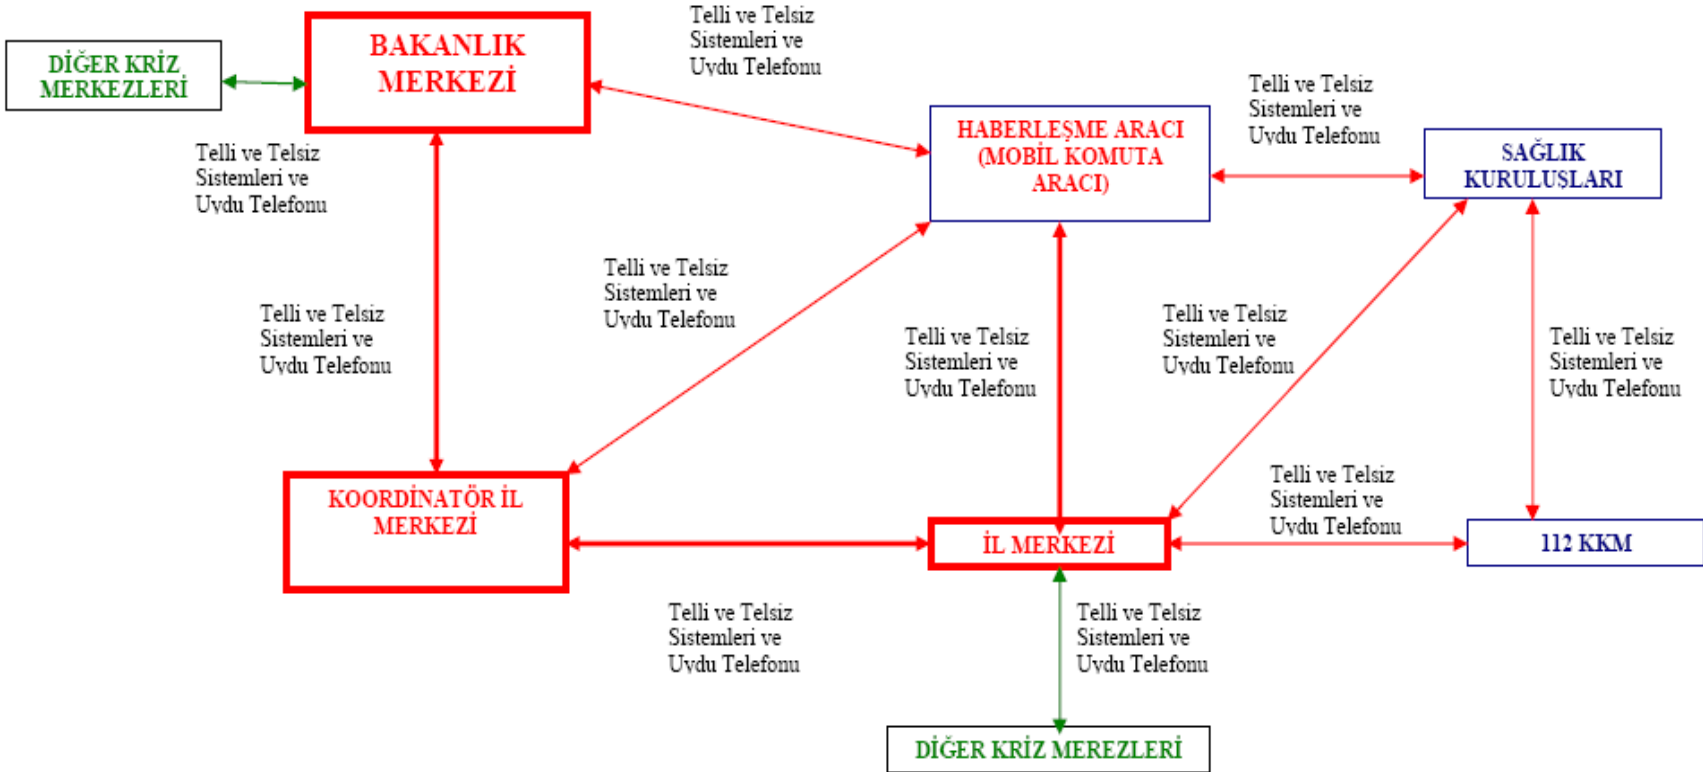 Telli ve Telsiz
Sistemleri ve
Uydu Telefonu
BAKANLIK
MERKEZİ
DİĞER KRİZ
MERKEZLERİ
Telli ve Telsiz
Sistemleri ve
Uydu Telefonu
HABERLEŞME ARACI
(MOBİL KOMUTA
ARACI)
Telli ve Telsiz
Sistemleri ve
Uydu Telefonu
SAĞLIK
KURULUŞLARI
Telli ve Telsiz
Sistemleri ve
Uydu Telefonu
Telli ve Telsiz
Sistemleri ve
Uydu Telefonu
Telli ve Telsiz
Sistemleri ve
Uydu Telefonu
Telli ve Telsiz
Sistemleri ve
Uydu Telefonu
Telli ve Telsiz
Sistemleri ve
Uydu Telefonu
Telli ve Telsiz
Sistemleri ve
Uydu Telefonu
KOORDİNATÖR İL
MERKEZİ
Telli ve Telsiz
Sistemleri ve
Uydu Telefonu
İL MERKEZİ
112 KKM
Telli ve Telsiz
Sistemleri ve
Uydu Telefonu
Telli ve Telsiz
Sistemleri ve
Uydu Telefonu
DİĞER KRİZ MEREZLERİ